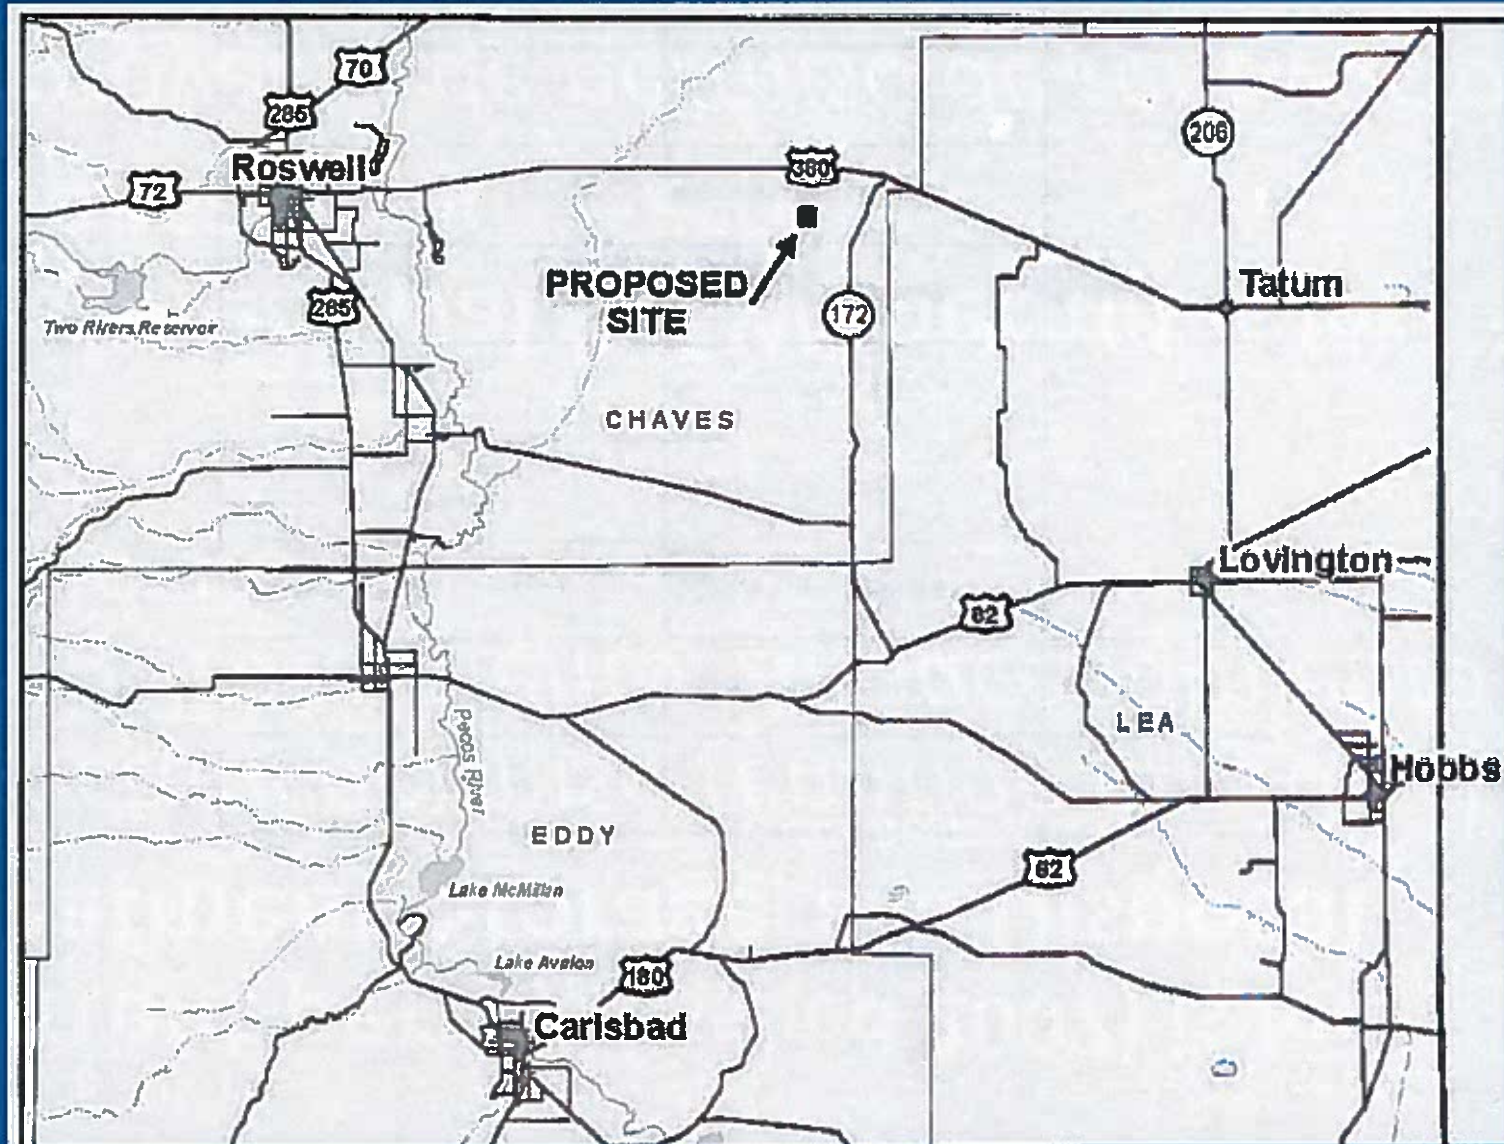 70
285
206
Roswell
380
72
PROPOSED
SITE
Tatum
285
172
Two Rivers Reservoir
CHAVES
Lovington
82
Pecos River
LEA
Hobbs
EDDY
62
Lake McMillan
Lake Avalon
180
Carlsbad